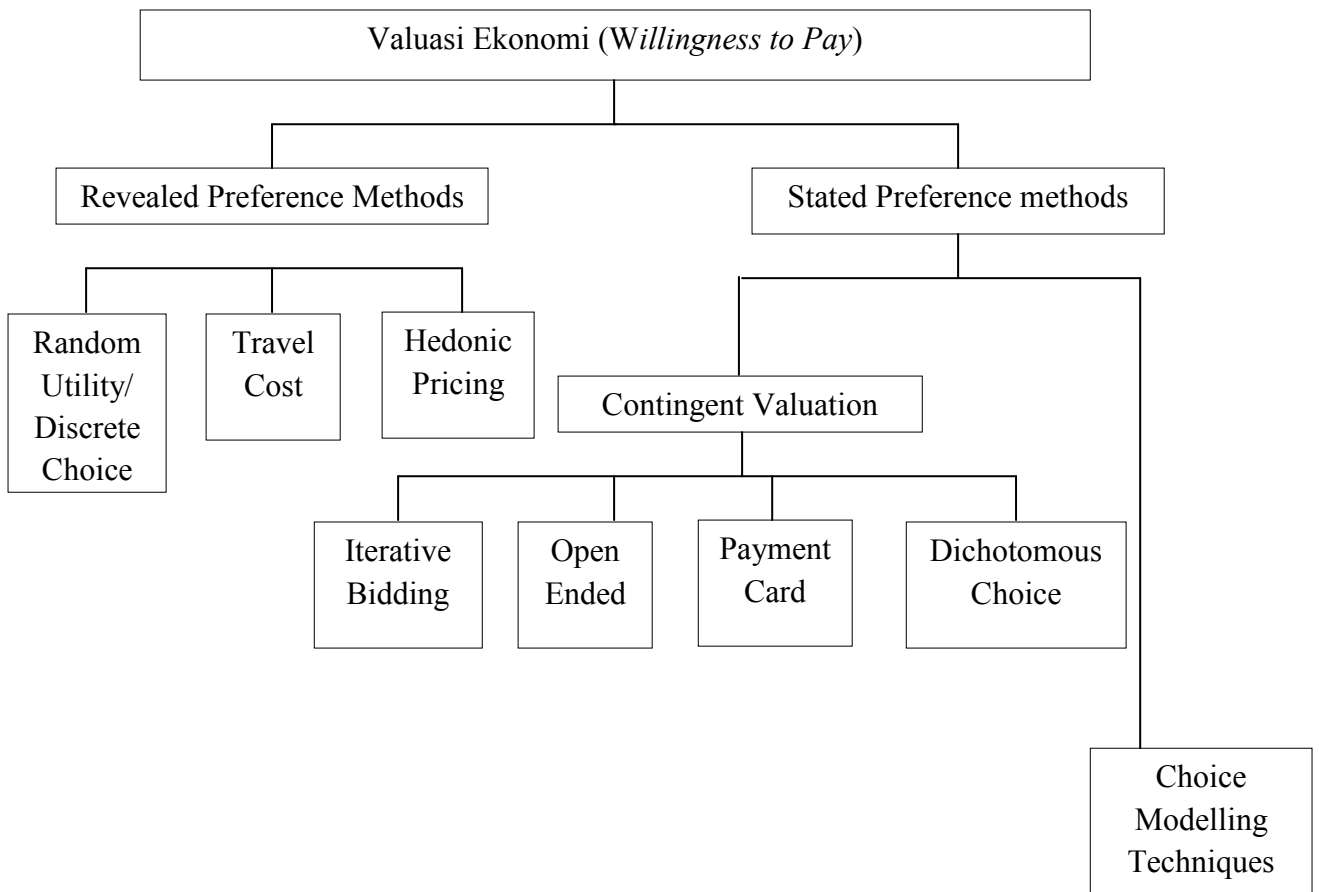 Valuasi Ekonomi (Willingness to Pay)
Revealed Preference Methods
Stated Preference methods
Random
Utility/
Discrete
Choice
Travel
Cost
Hedonic
Pricing
Contingent Valuation
Iterative
Bidding
Open
Ended
Payment
Card
Dichotomous
Choice
Choice
Modelling
Techniques